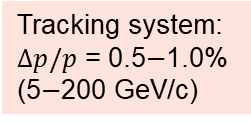 Tracking system:
Δp/p = 0.5–1.0%
(5–200 GeV/c)